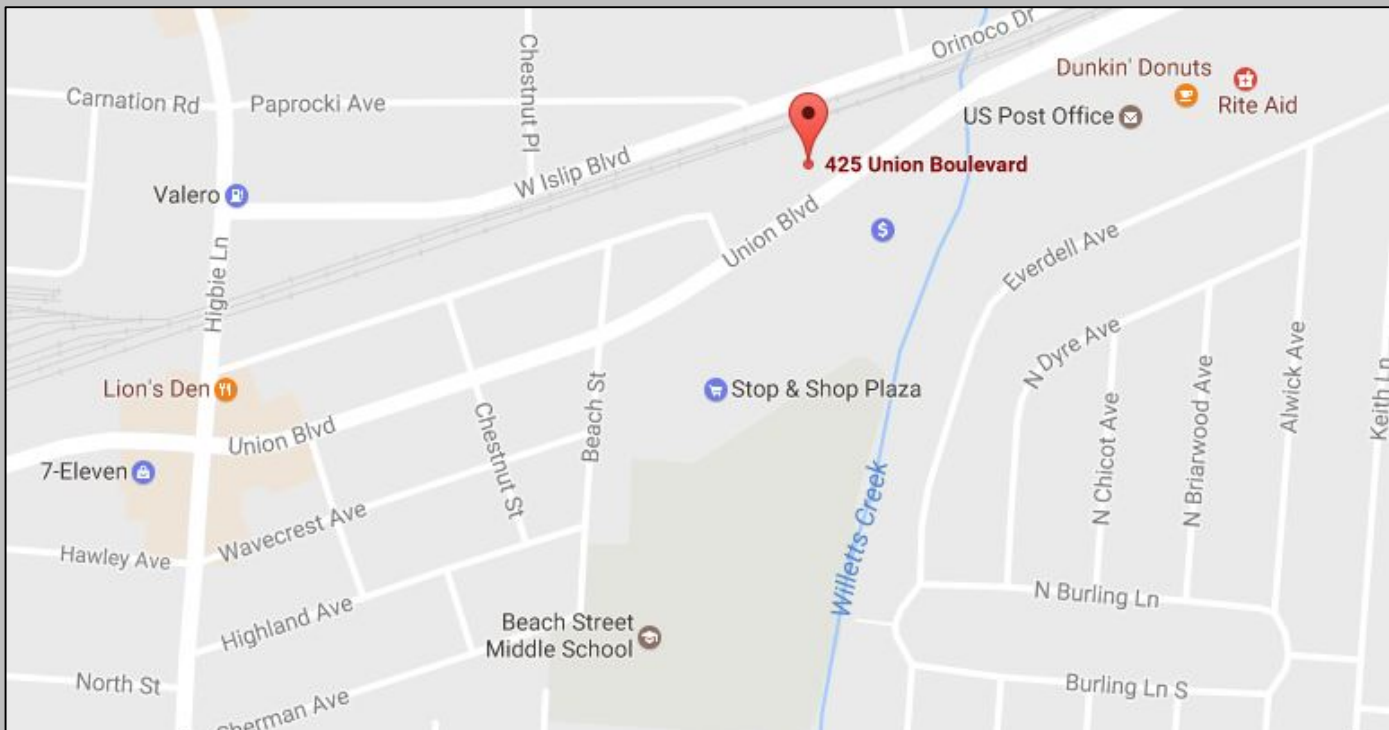 Orinoco Dr
Chestnut Pl
Dunkin' Donuts
Carnation Rd
Paprocki Ave
Rite Aid
US Post Office
W Islip Blvd
425 Union Boulevard
Valero
Union Blvd
$
Everdell Ave
Higbie Ln
N Dyre Ave
Lion's Den
Stop & Shop Plaza
Alwick Ave
Keith Ln
Beach St
N Briarwood Ave
Union Blvd
Chestnut St
N Chicot Ave
7-Eleven
Wavecrest Ave
Hawley Ave
Willetts Creek
N Burling Ln
Highland Ave
Beach Street
Middle School
North St
Burling Ln S
Sherman Ave